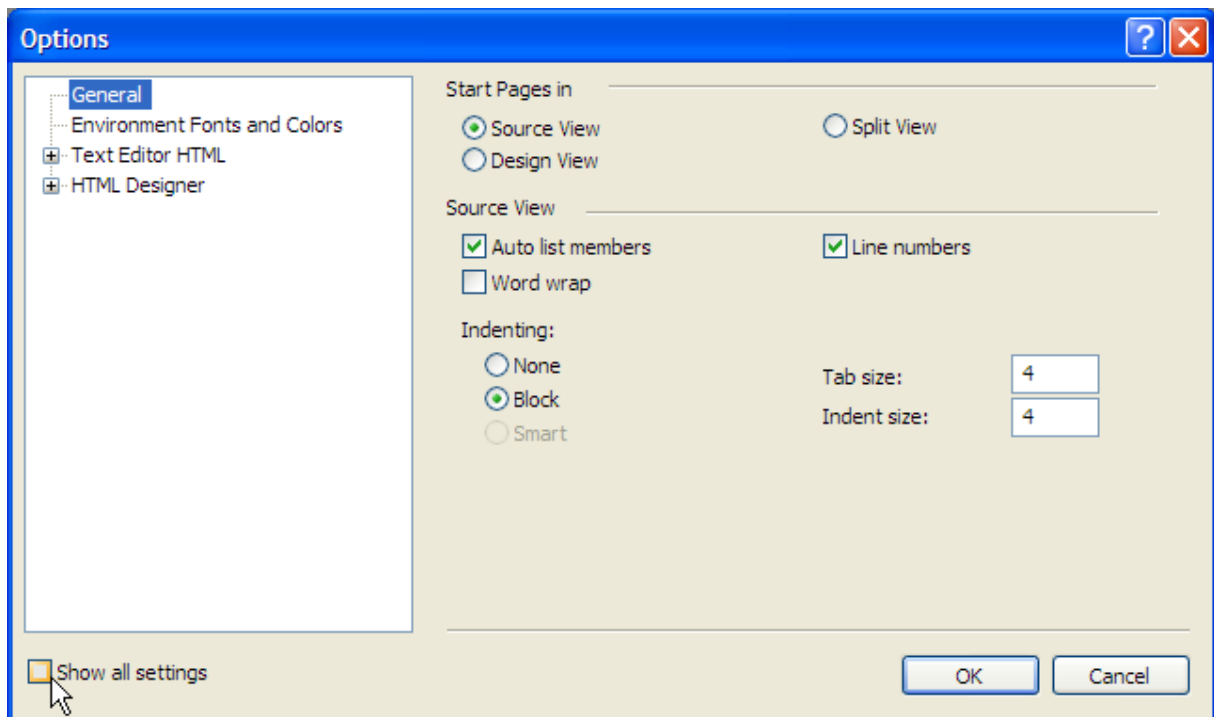 Options
General
Environment Fonts and Colors
Text Editor HTML
HTML Designer
Start Pages in
Source View
Split View
Design View
Source View
Auto list members
Line numbers
Word wrap
Indenting:
None
Block
Smart
Tab size: 4
Indent size: 4
Show all settings
OK
Cancel